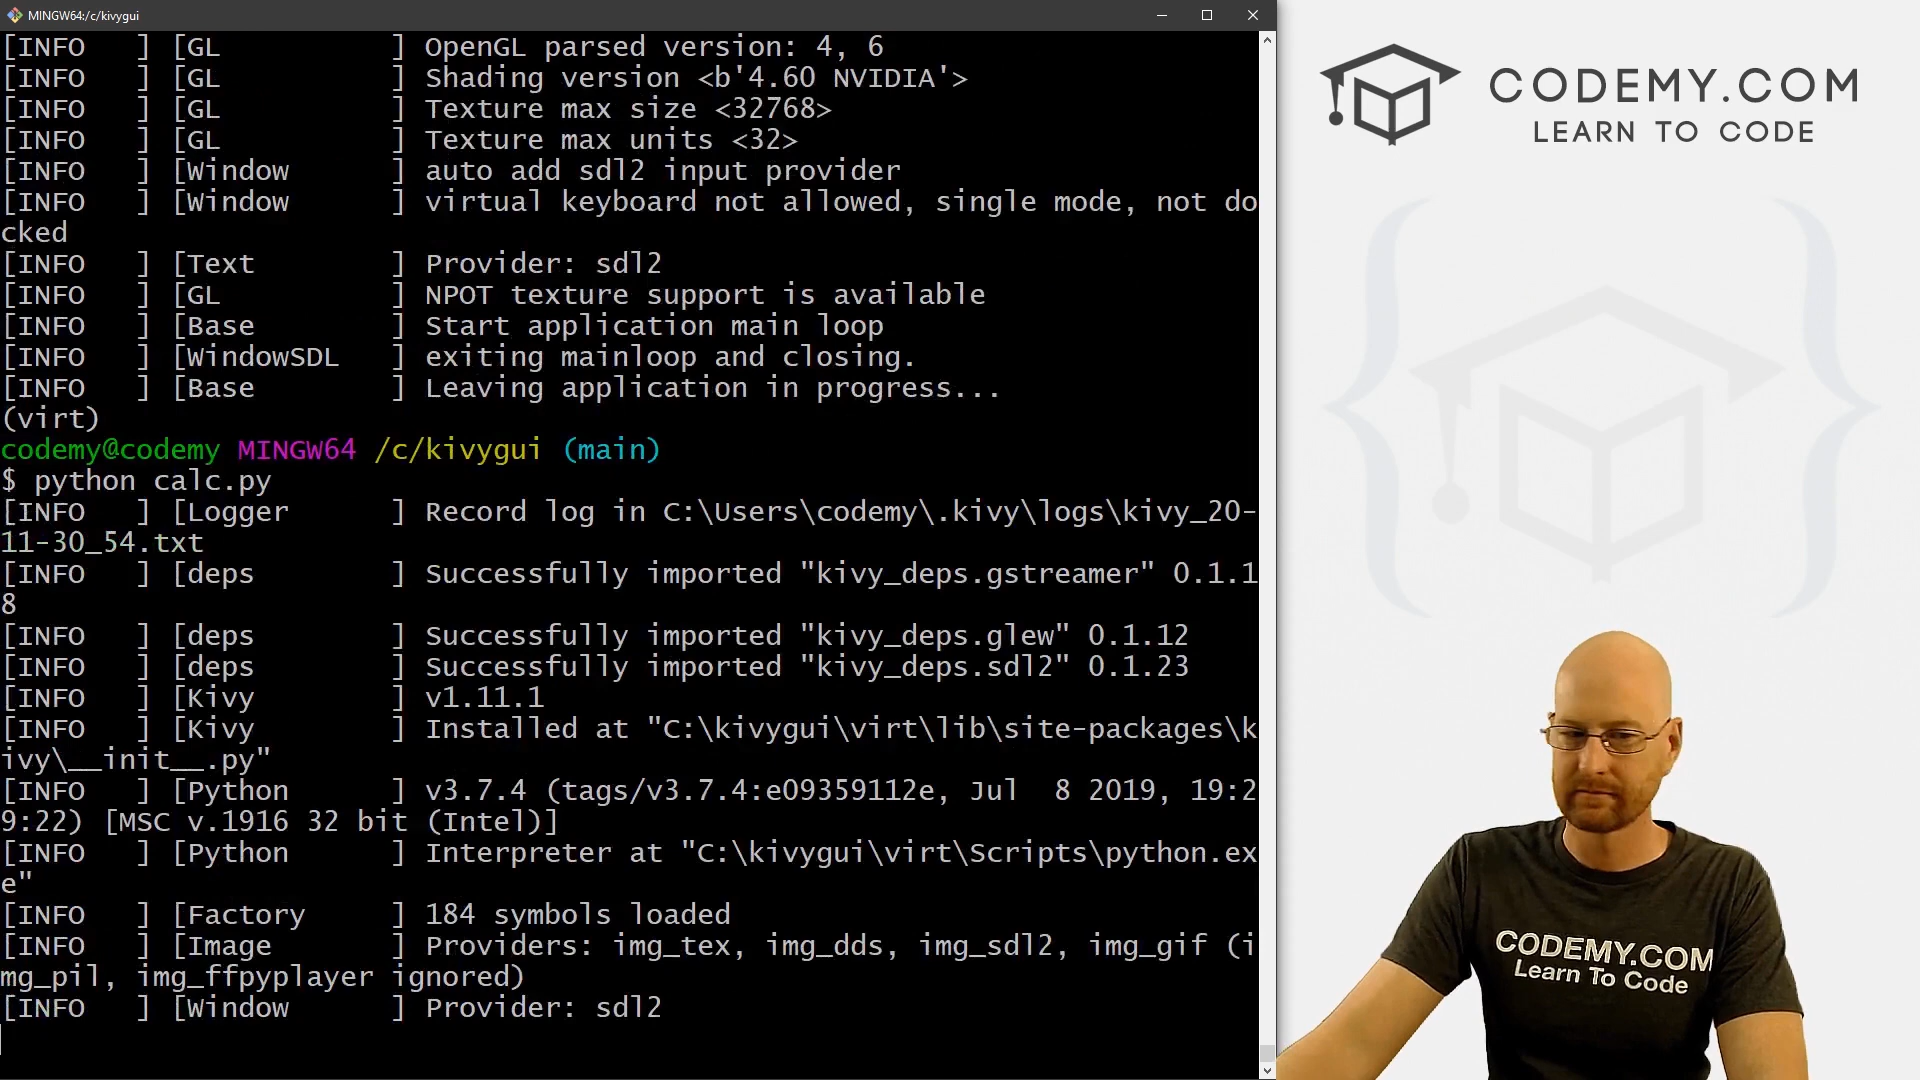 MINGW64:/c/kivygui
[INFO   ] [GL          ] OpenGL parsed version: 4, 6
[INFO   ] [GL          ] Shading version <b'4.60 NVIDIA'>
[INFO   ] [GL          ] Texture max size <32768>
[INFO   ] [GL          ] Texture max units <32>
[INFO   ] [Window      ] auto add sdl2 input provider
[INFO   ] [Window      ] virtual keyboard not allowed, single mode, not do
cked
[INFO   ] [Text        ] Provider: sdl2
[INFO   ] [GL          ] NPOT texture support is available
[INFO   ] [Base        ] Start application main loop
[INFO   ] [WindowSDL   ] exiting mainloop and closing.
[INFO   ] [Base        ] Leaving application in progress...
(virt)
codemy@codemy MINGW64 /c/kivygui (main)
$ python calc.py
[INFO   ] [Logger      ] Record log in C:\Users\codemy\.kivy\logs\kivy_20-
11-30_54.txt
[INFO   ] [deps        ] Successfully imported "kivy_deps.gstreamer" 0.1.1
8
[INFO   ] [deps        ] Successfully imported "kivy_deps.glew" 0.1.12
[INFO   ] [deps        ] Successfully imported "kivy_deps.sdl2" 0.1.23
[INFO   ] [Kivy        ] v1.11.1
[INFO   ] [Kivy        ] Installed at "C:\kivygui\virt\lib\site-packages\k
ivy\__init__.py"
[INFO   ] [Python      ] v3.7.4 (tags/v3.7.4:e09359112e, Jul  8 2019, 19:2
9:22) [MSC v.1916 32 bit (Intel)]
[INFO   ] [Python      ] Interpreter at "C:\kivygui\virt\Scripts\python.ex
e"
[INFO   ] [Factory     ] 184 symbols loaded
[INFO   ] [Image       ] Providers: img_tex, img_dds, img_sdl2, img_gif (i
mg_pil, img_ffpyplayer ignored)
[INFO   ] [Window      ] Provider: sdl2
CODEMY.COM
LEARN TO CODE
CODEMY.COM
Learn To Code